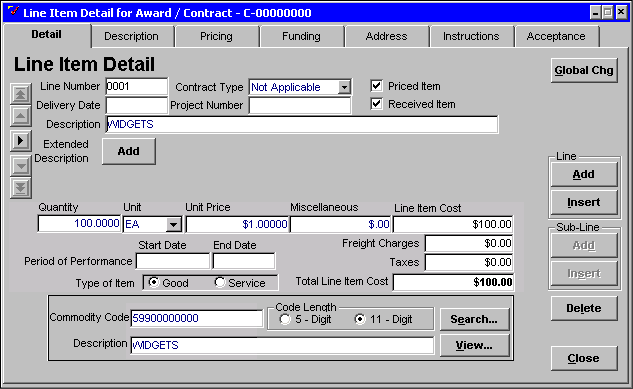 Line Item Detail for Award / Contract - C-00000000
Detail Description Pricing Funding Address Instructions Acceptance
Line Item Detail
Global Chg
Line Number 0001 Contract Type Not Applicable Priced Item
Delivery Date Project Number Received Item
Description WIDGETS
Extended Description Add
Line
Add
Insert
Quantity Unit Unit Price Miscellaneous Line Item Cost
100.0000 EA $1.00000 $.00 $100.00
Sub-Line
Add
Insert
Start Date End Date Freight Charges $0.00
Period of Performance Taxes $0.00
Type of Item Good Service Total Line Item Cost $100.00
Delete
Code Length
Commodity Code 59900000000 5 - Digit 11 - Digit Search...
Description WIDGETS View...
Close